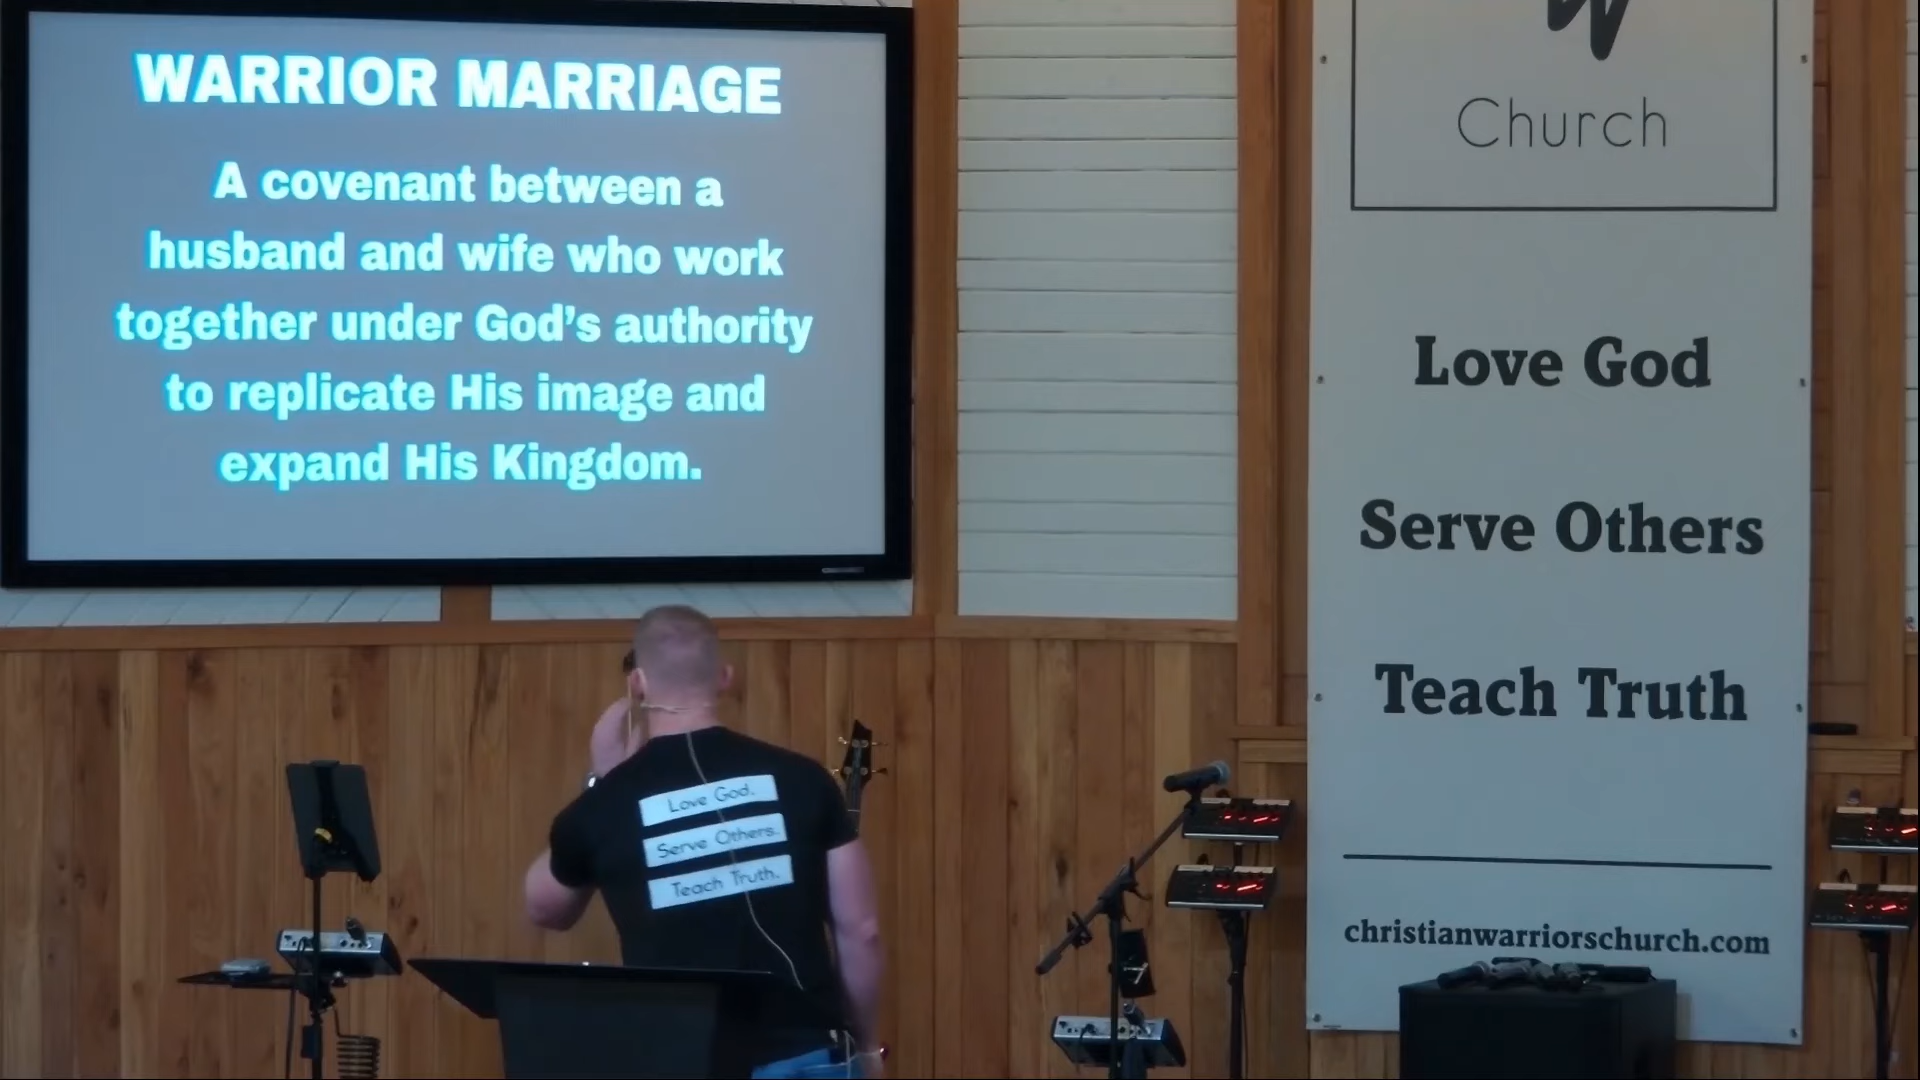 WARRIOR MARRIAGE
A covenant between a
husband and wife who work
together under God’s authority
to replicate His image and
expand His Kingdom.
W
Church
Love God
Serve Others
Teach Truth
christianwarriorschurch.com
Love God.
Serve Others.
Teach Truth.